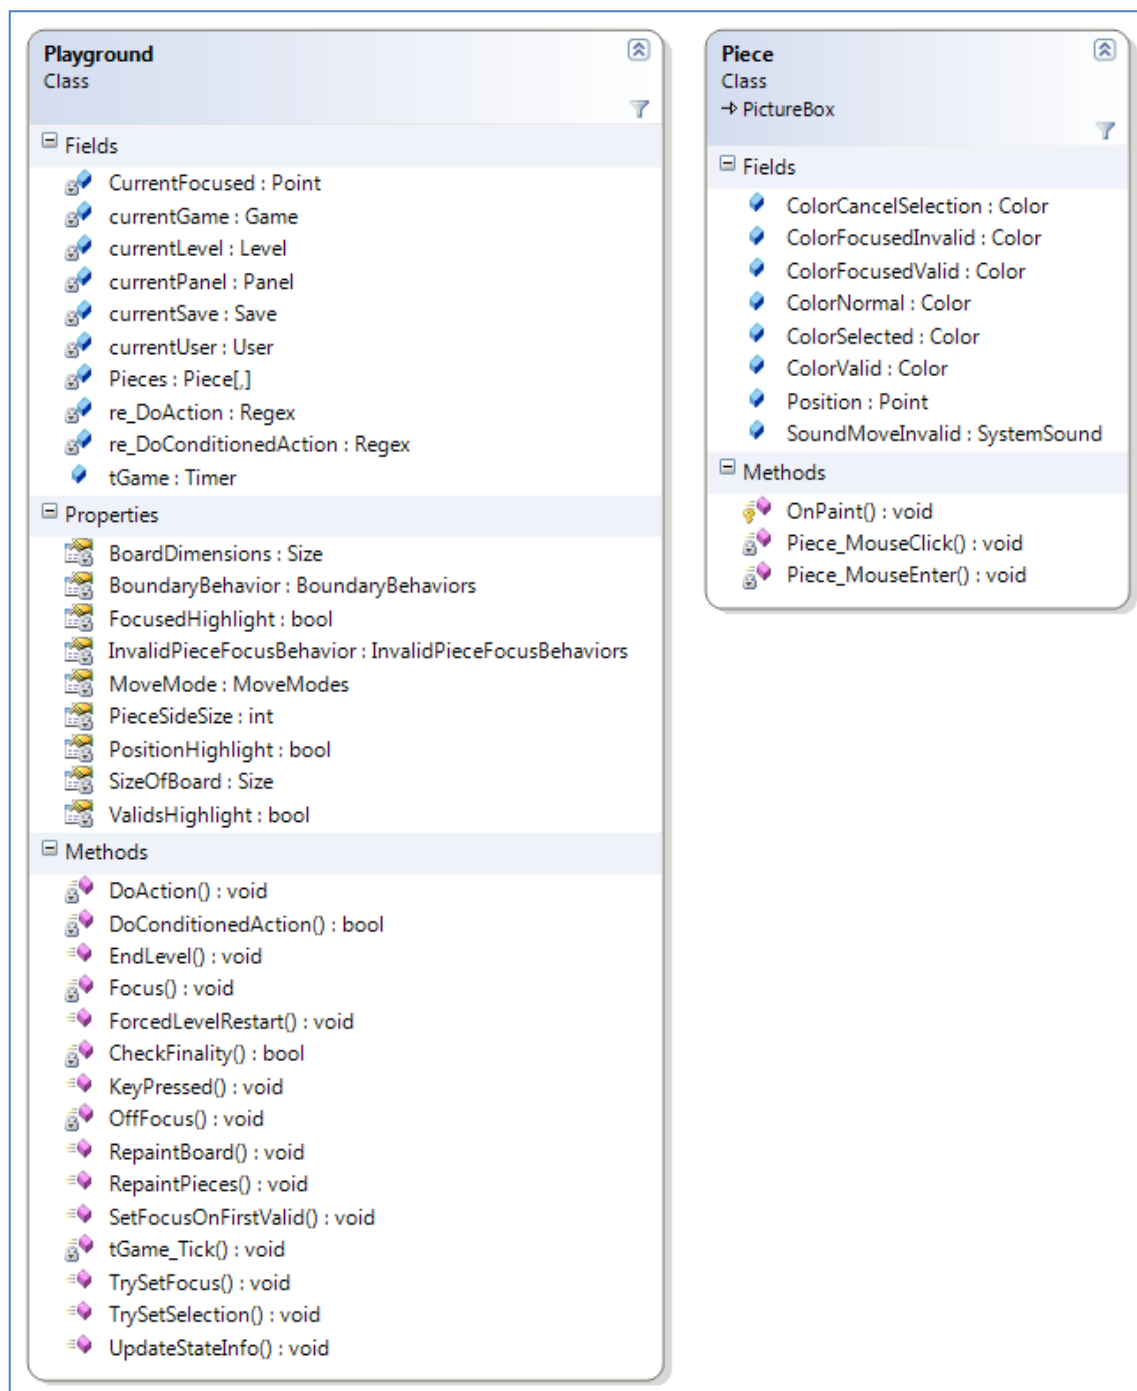 Playground
Class
Fields
CurrentFocused : Point
currentGame : Game
currentLevel : Level
currentPanel : Panel
currentSave : Save
currentUser : User
Pieces : Piece[,]
re_DoAction : Regex
re_DoConditionedAction : Regex
tGame : Timer
Properties
BoardDimensions : Size
BoundaryBehavior : BoundaryBehaviors
FocusedHighlight : bool
InvalidPieceFocusBehavior : InvalidPieceFocusBehaviors
MoveMode : MoveModes
PieceSideSize : int
PositionHighlight : bool
SizeOfBoard : Size
ValidsHighlight : bool
Methods
DoAction() : void
DoConditionedAction() : bool
EndLevel() : void
Focus() : void
ForcedLevelRestart() : void
CheckFinality() : bool
KeyPressed() : void
OffFocus() : void
RepaintBoard() : void
RepaintPieces() : void
SetFocusOnFirstValid() : void
tGame_Tick() : void
TrySetFocus() : void
TrySetSelection() : void
UpdateStateInfo() : void
Piece
Class
PictureBox
Fields
ColorCancelSelection : Color
ColorFocusedInvalid : Color
ColorFocusedValid : Color
ColorNormal : Color
ColorSelected : Color
ColorValid : Color
Position : Point
SoundMoveInvalid : SystemSound
Methods
OnPaint() : void
Piece_MouseClick() : void
Piece_MouseEnter() : void